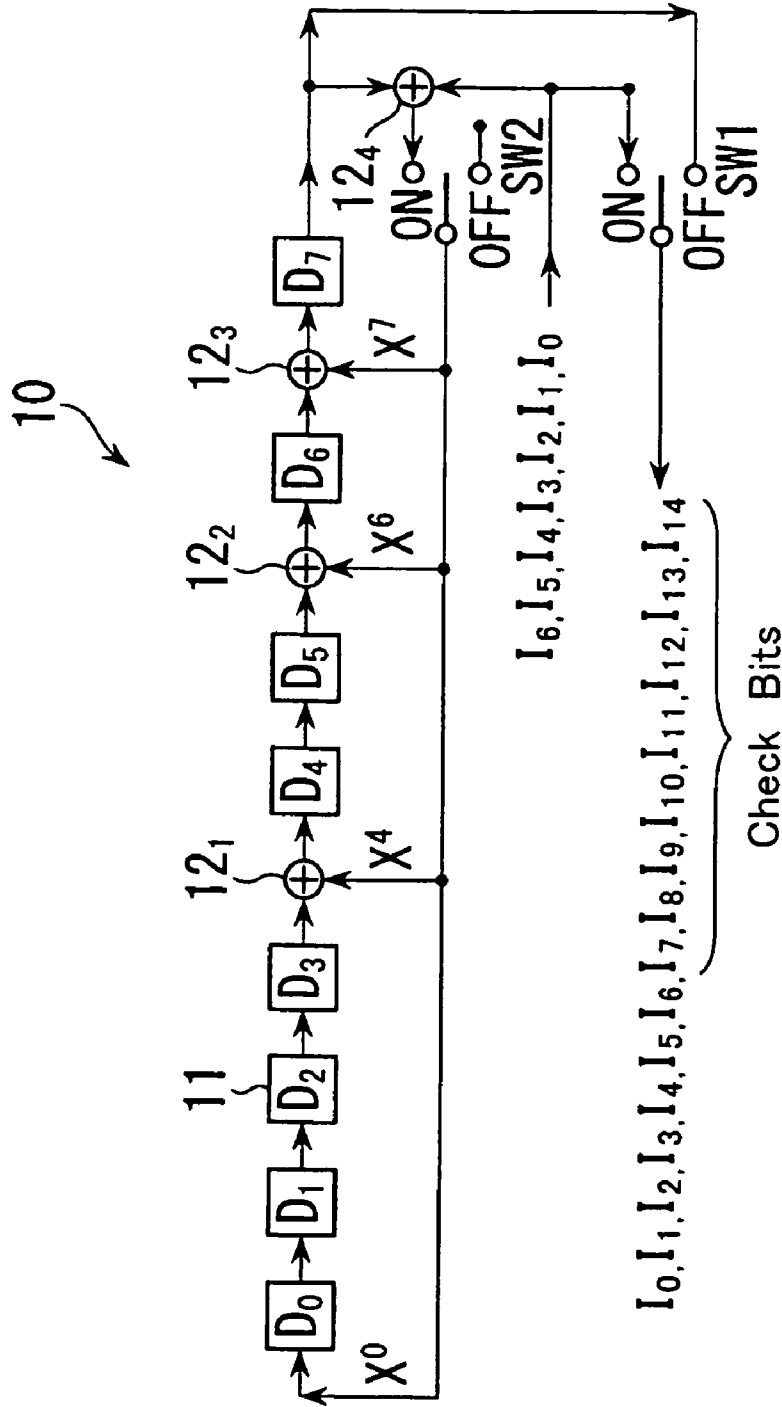 10
11
12₁
12₂
12₃
D₀
D₁
D₂
D₃
D₄
D₅
D₆
D₇
X⁰
X⁴
X⁶
X⁷
12₄
ON
OFF
SW2
I₆,I₅,I₄,I₃,I₂,I₁,I₀
ON
OFF
SW1
I₀,I₁,I₂,I₃,I₄,I₅,I₆,I₇,I₈,I₉,I₁₀,I₁₁,I₁₂,I₁₃,I₁₄
Check Bits